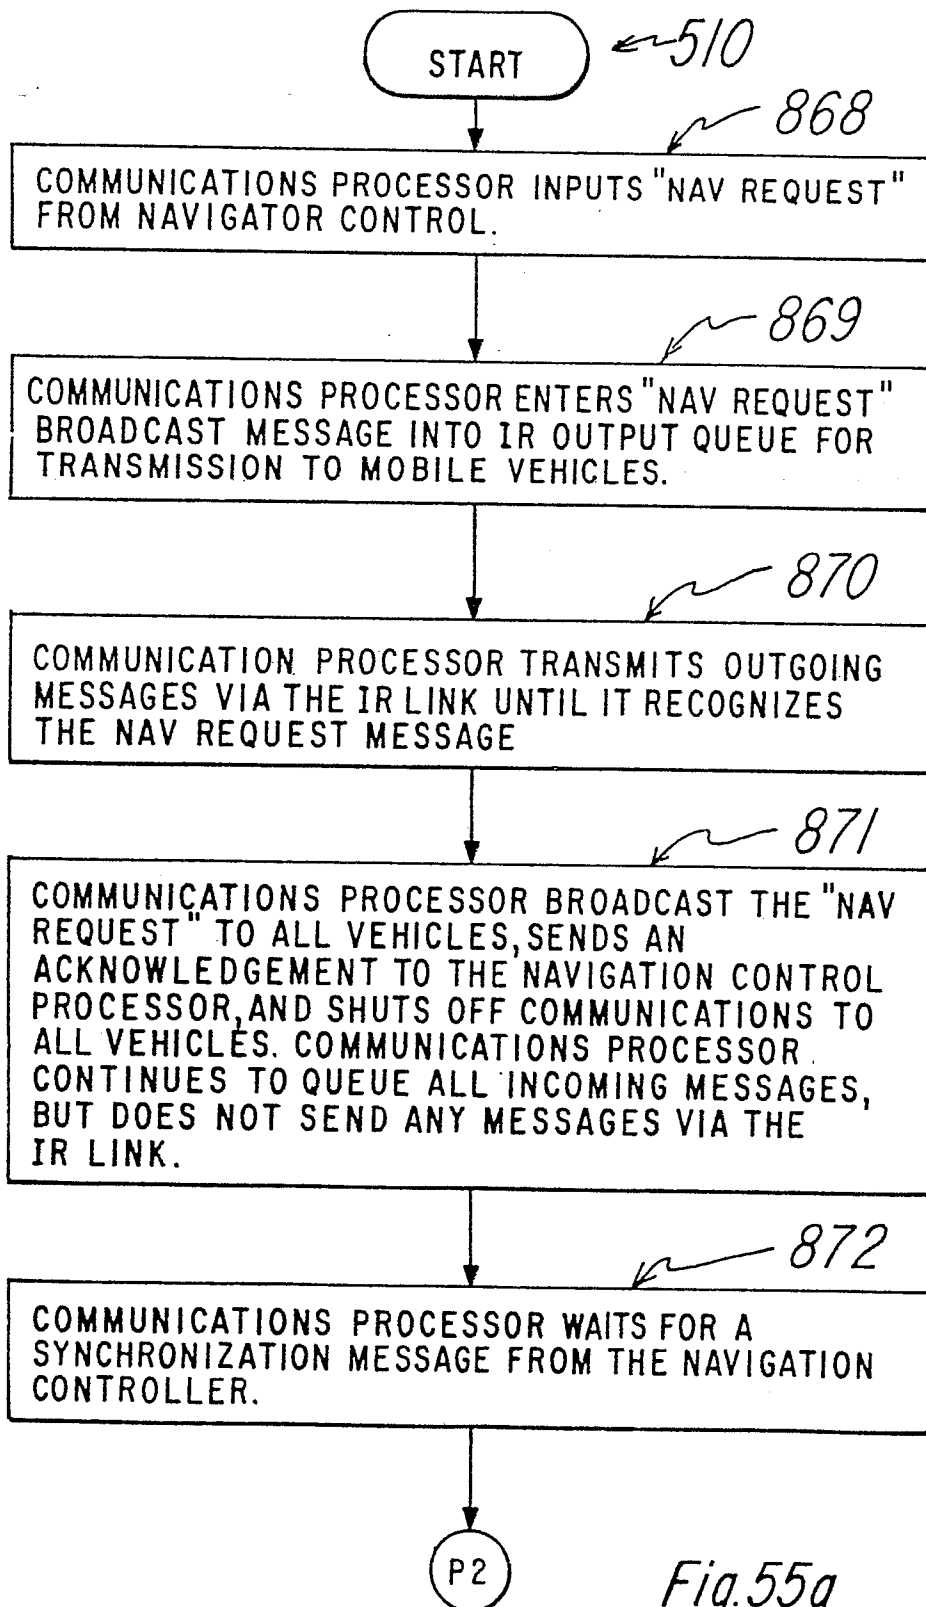 START
510
868
COMMUNICATIONS PROCESSOR INPUTS "NAV REQUEST"
FROM NAVIGATOR CONTROL.
869
COMMUNICATIONS PROCESSOR ENTERS "NAV REQUEST"
BROADCAST MESSAGE INTO IR OUTPUT QUEUE FOR
TRANSMISSION TO MOBILE VEHICLES.
870
COMMUNICATION PROCESSOR TRANSMITS OUTGOING
MESSAGES VIA THE IR LINK UNTIL IT RECOGNIZES
THE NAV REQUEST MESSAGE
871
COMMUNICATIONS PROCESSOR BROADCAST THE "NAV
REQUEST" TO ALL VEHICLES, SENDS AN
ACKNOWLEDGEMENT TO THE NAVIGATION CONTROL
PROCESSOR, AND SHUTS OFF COMMUNICATIONS TO
ALL VEHICLES. COMMUNICATIONS PROCESSOR
CONTINUES TO QUEUE ALL INCOMING MESSAGES,
BUT DOES NOT SEND ANY MESSAGES VIA THE
IR LINK.
872
COMMUNICATIONS PROCESSOR WAITS FOR A
SYNCHRONIZATION MESSAGE FROM THE NAVIGATION
CONTROLLER.
P2
Fig. 55a